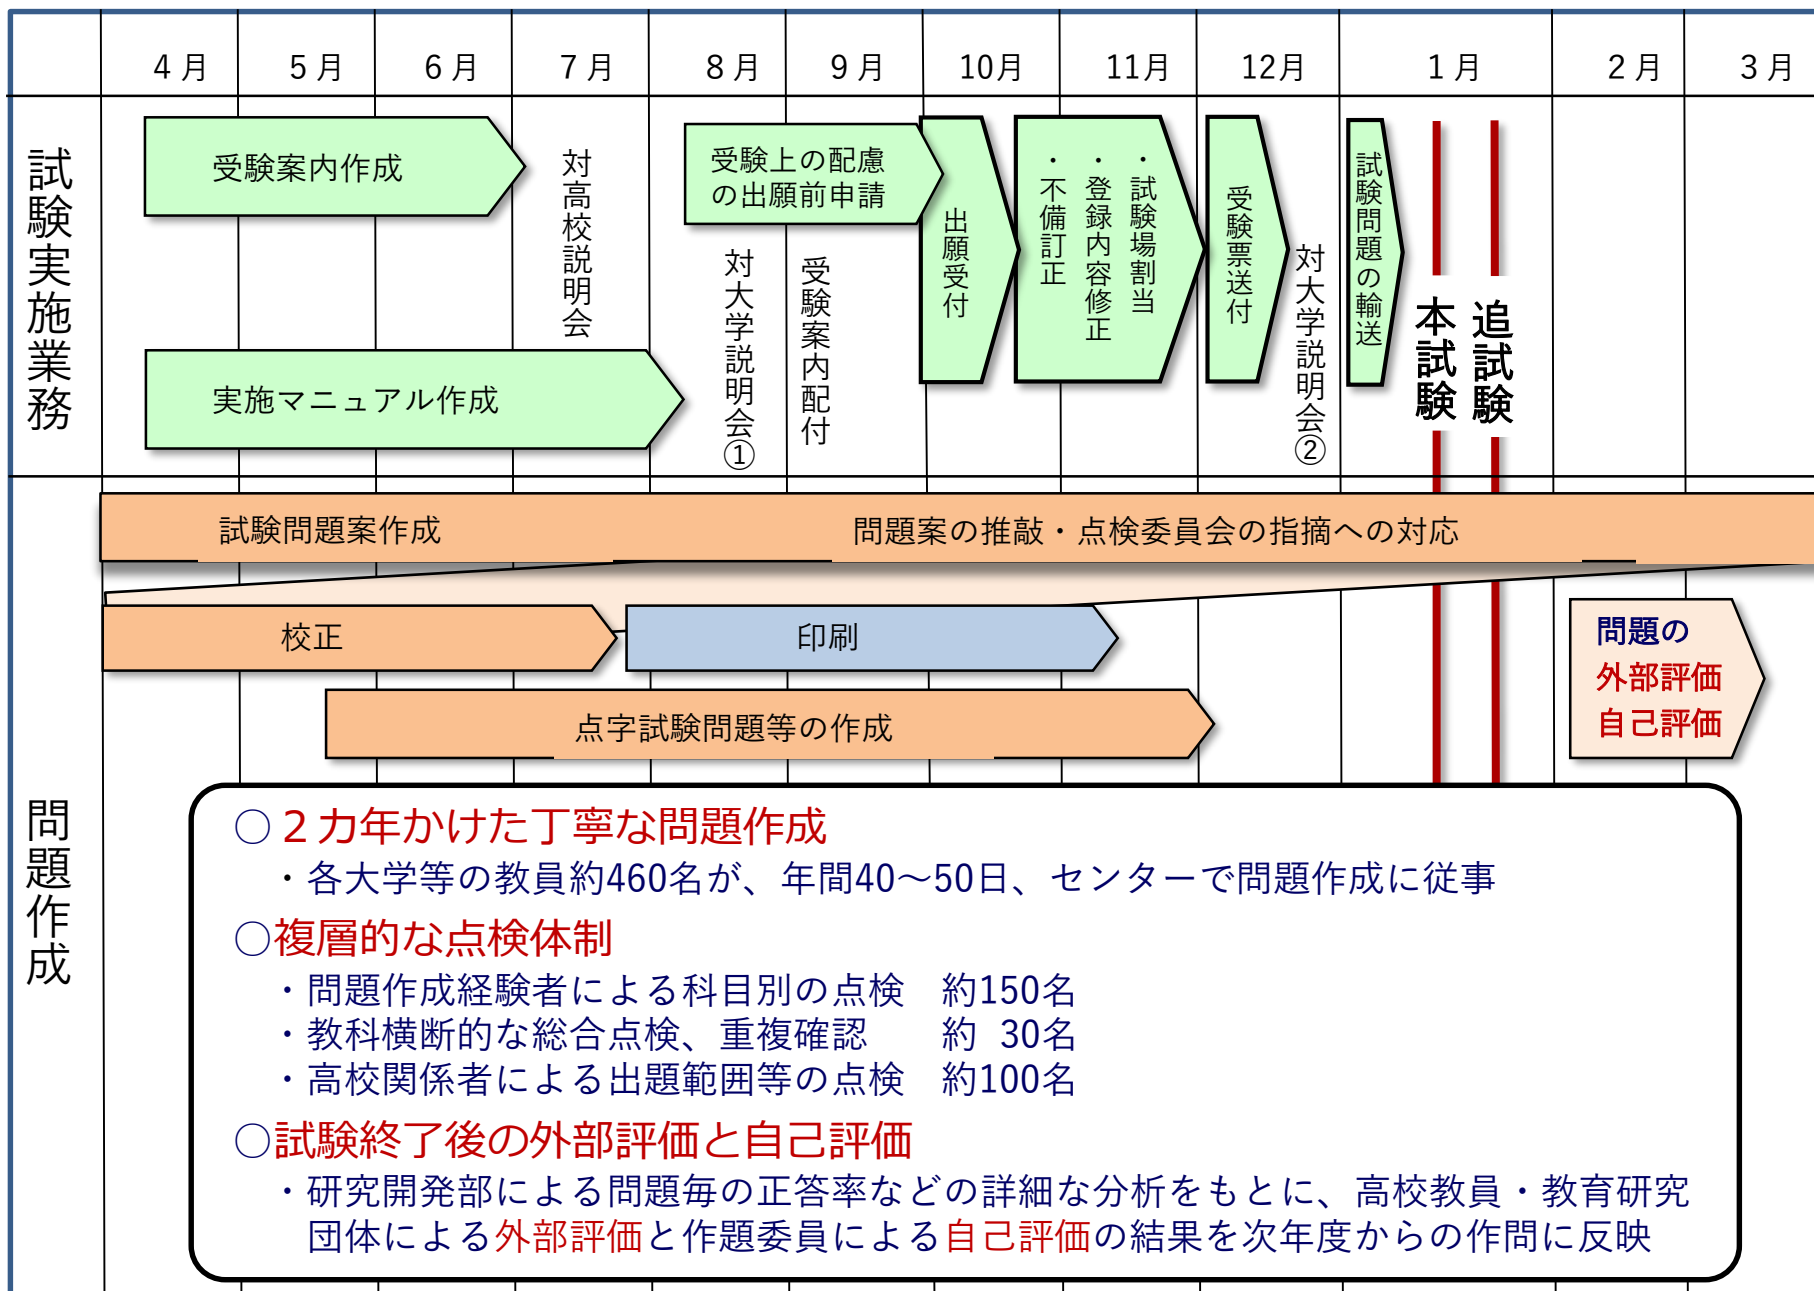 4月 5月 6月 7月 8月 9月 10月 11月 12月 1月 2月 3月
試験実施業務
受験案内作成
実施マニュアル作成
対高校説明会
受験上の配慮
の出願前申請
対大学説明会①
受験案内配付
出願受付
・試験場割当
・登録内容修正
・不備訂正
受験票送付
対大学説明会②
試験問題の輸送
本試験
追試験
問題作成
試験問題案作成
問題案の推敲・点検委員会の指摘への対応
校正
印刷
点字試験問題等の作成
問題の
外部評価
自己評価
○２力年かけた丁寧な問題作成
・各大学等の教員約460名が、年間40～50日、センターで問題作成に従事
○複層的な点検体制
・問題作成経験者による科目別の点検　約150名
・教科横断的な総合点検、重複確認　　約 30名
・高校関係者による出題範囲等の点検　約100名
○試験終了後の外部評価と自己評価
・研究開発部による問題毎の正答率などの詳細な分析をもとに、高校教員・教育研究
団体による外部評価と作題委員による自己評価の結果を次年度からの作問に反映